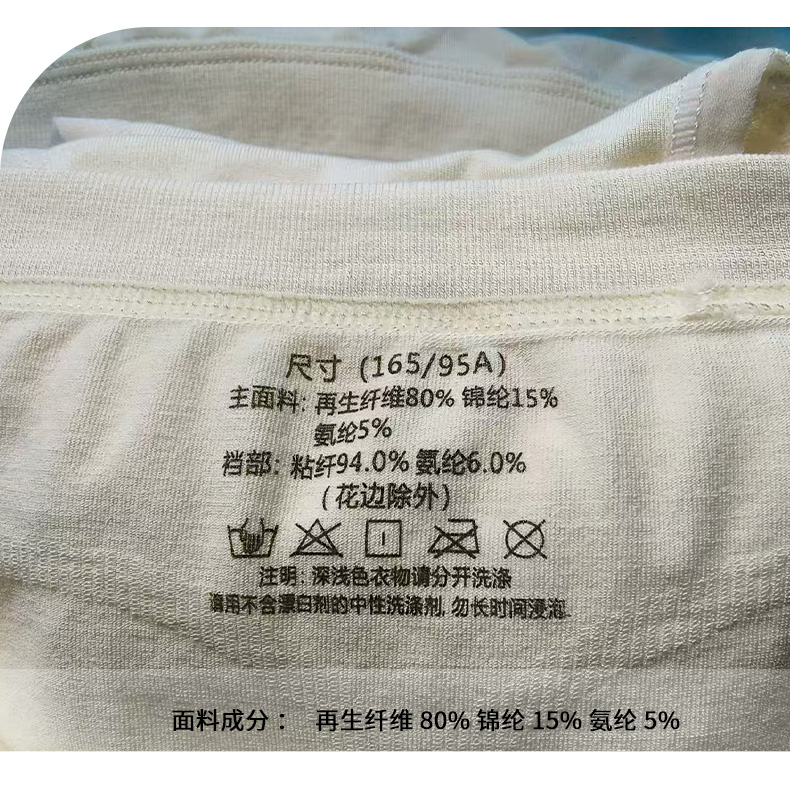 尺寸 (165/95A)
主面料: 再生纤维80% 锦纶15%
氨纶5%
裆部: 粘纤94.0% 氨纶6.0%
(花边除外)
注明: 深浅色衣物请分开洗涤
请用不含漂白剂的中性洗涤剂, 勿长时间浸泡
面料成分： 再生纤维 80% 锦纶 15% 氨纶 5%